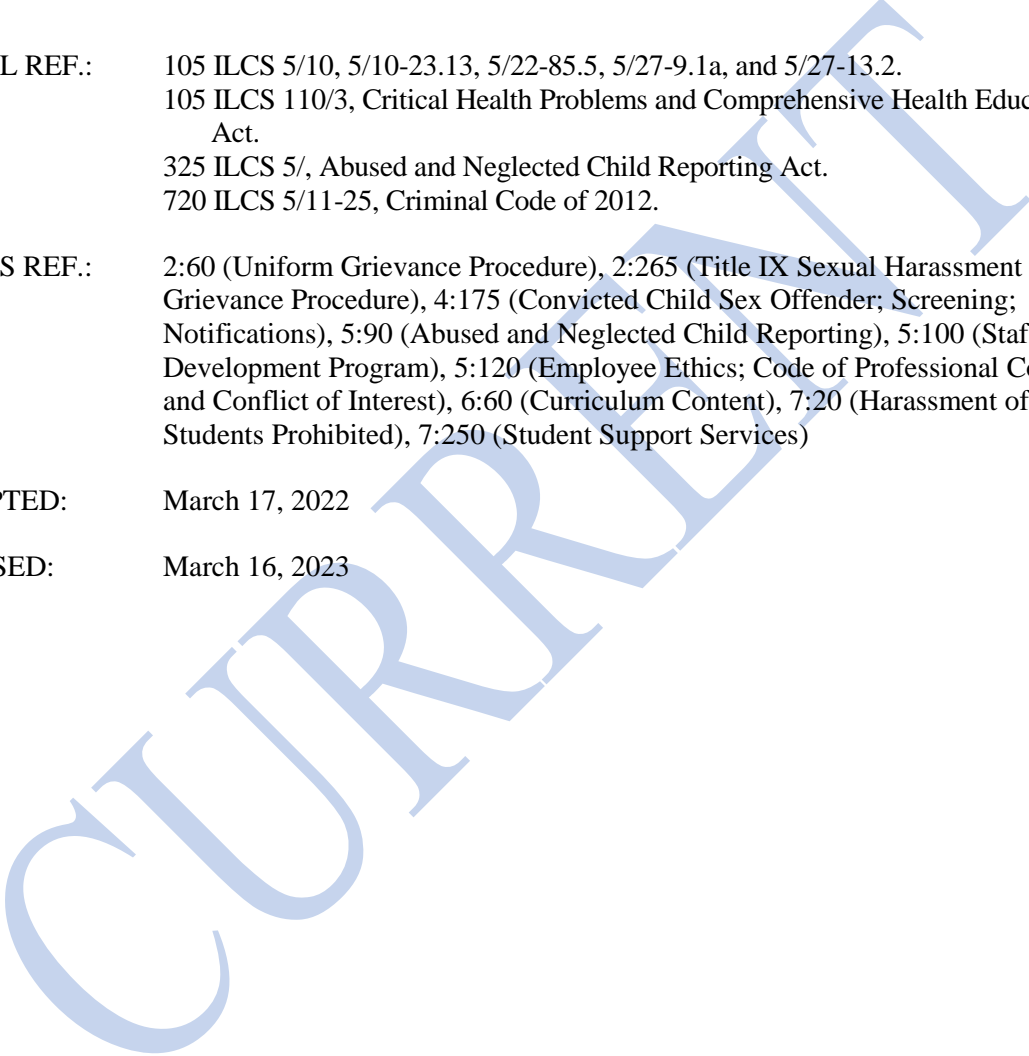 L REF.: 105 ILCS 5/10, 5/10-23.13, 5/22-85.5, 5/27-9.1a, and 5/27-13.2.
105 ILCS 110/3, Critical Health Problems and Comprehensive Health Educ
Act.
325 ILCS 5/, Abused and Neglected Child Reporting Act.
720 ILCS 5/11-25, Criminal Code of 2012.
S REF.: 2:60 (Uniform Grievance Procedure), 2:265 (Title IX Sexual Harassment
Grievance Procedure), 4:175 (Convicted Child Sex Offender; Screening;
Notifications), 5:90 (Abused and Neglected Child Reporting), 5:100 (Staf
Development Program), 5:120 (Employee Ethics; Code of Professional Co
and Conflict of Interest), 6:60 (Curriculum Content), 7:20 (Harassment of
Students Prohibited), 7:250 (Student Support Services)
PTED: March 17, 2022
SED: March 16, 2023
CURRENT